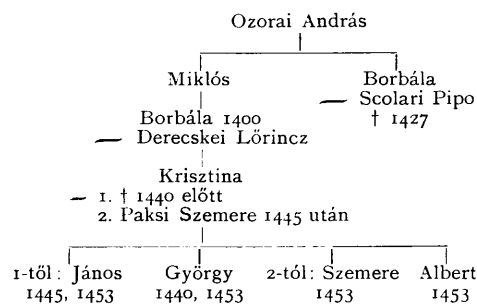 Ozorai András
Miklós Borbála
— Scolari Pipo
† 1427
Borbála 1400
— Derecskei Lőrincz
Krisztina
— 1. † 1440 előtt
2. Paksi Szemere 1445 után
1-től: János György 2-tól: Szemere Albert
1445, 1453 1440, 1453 1453 1453